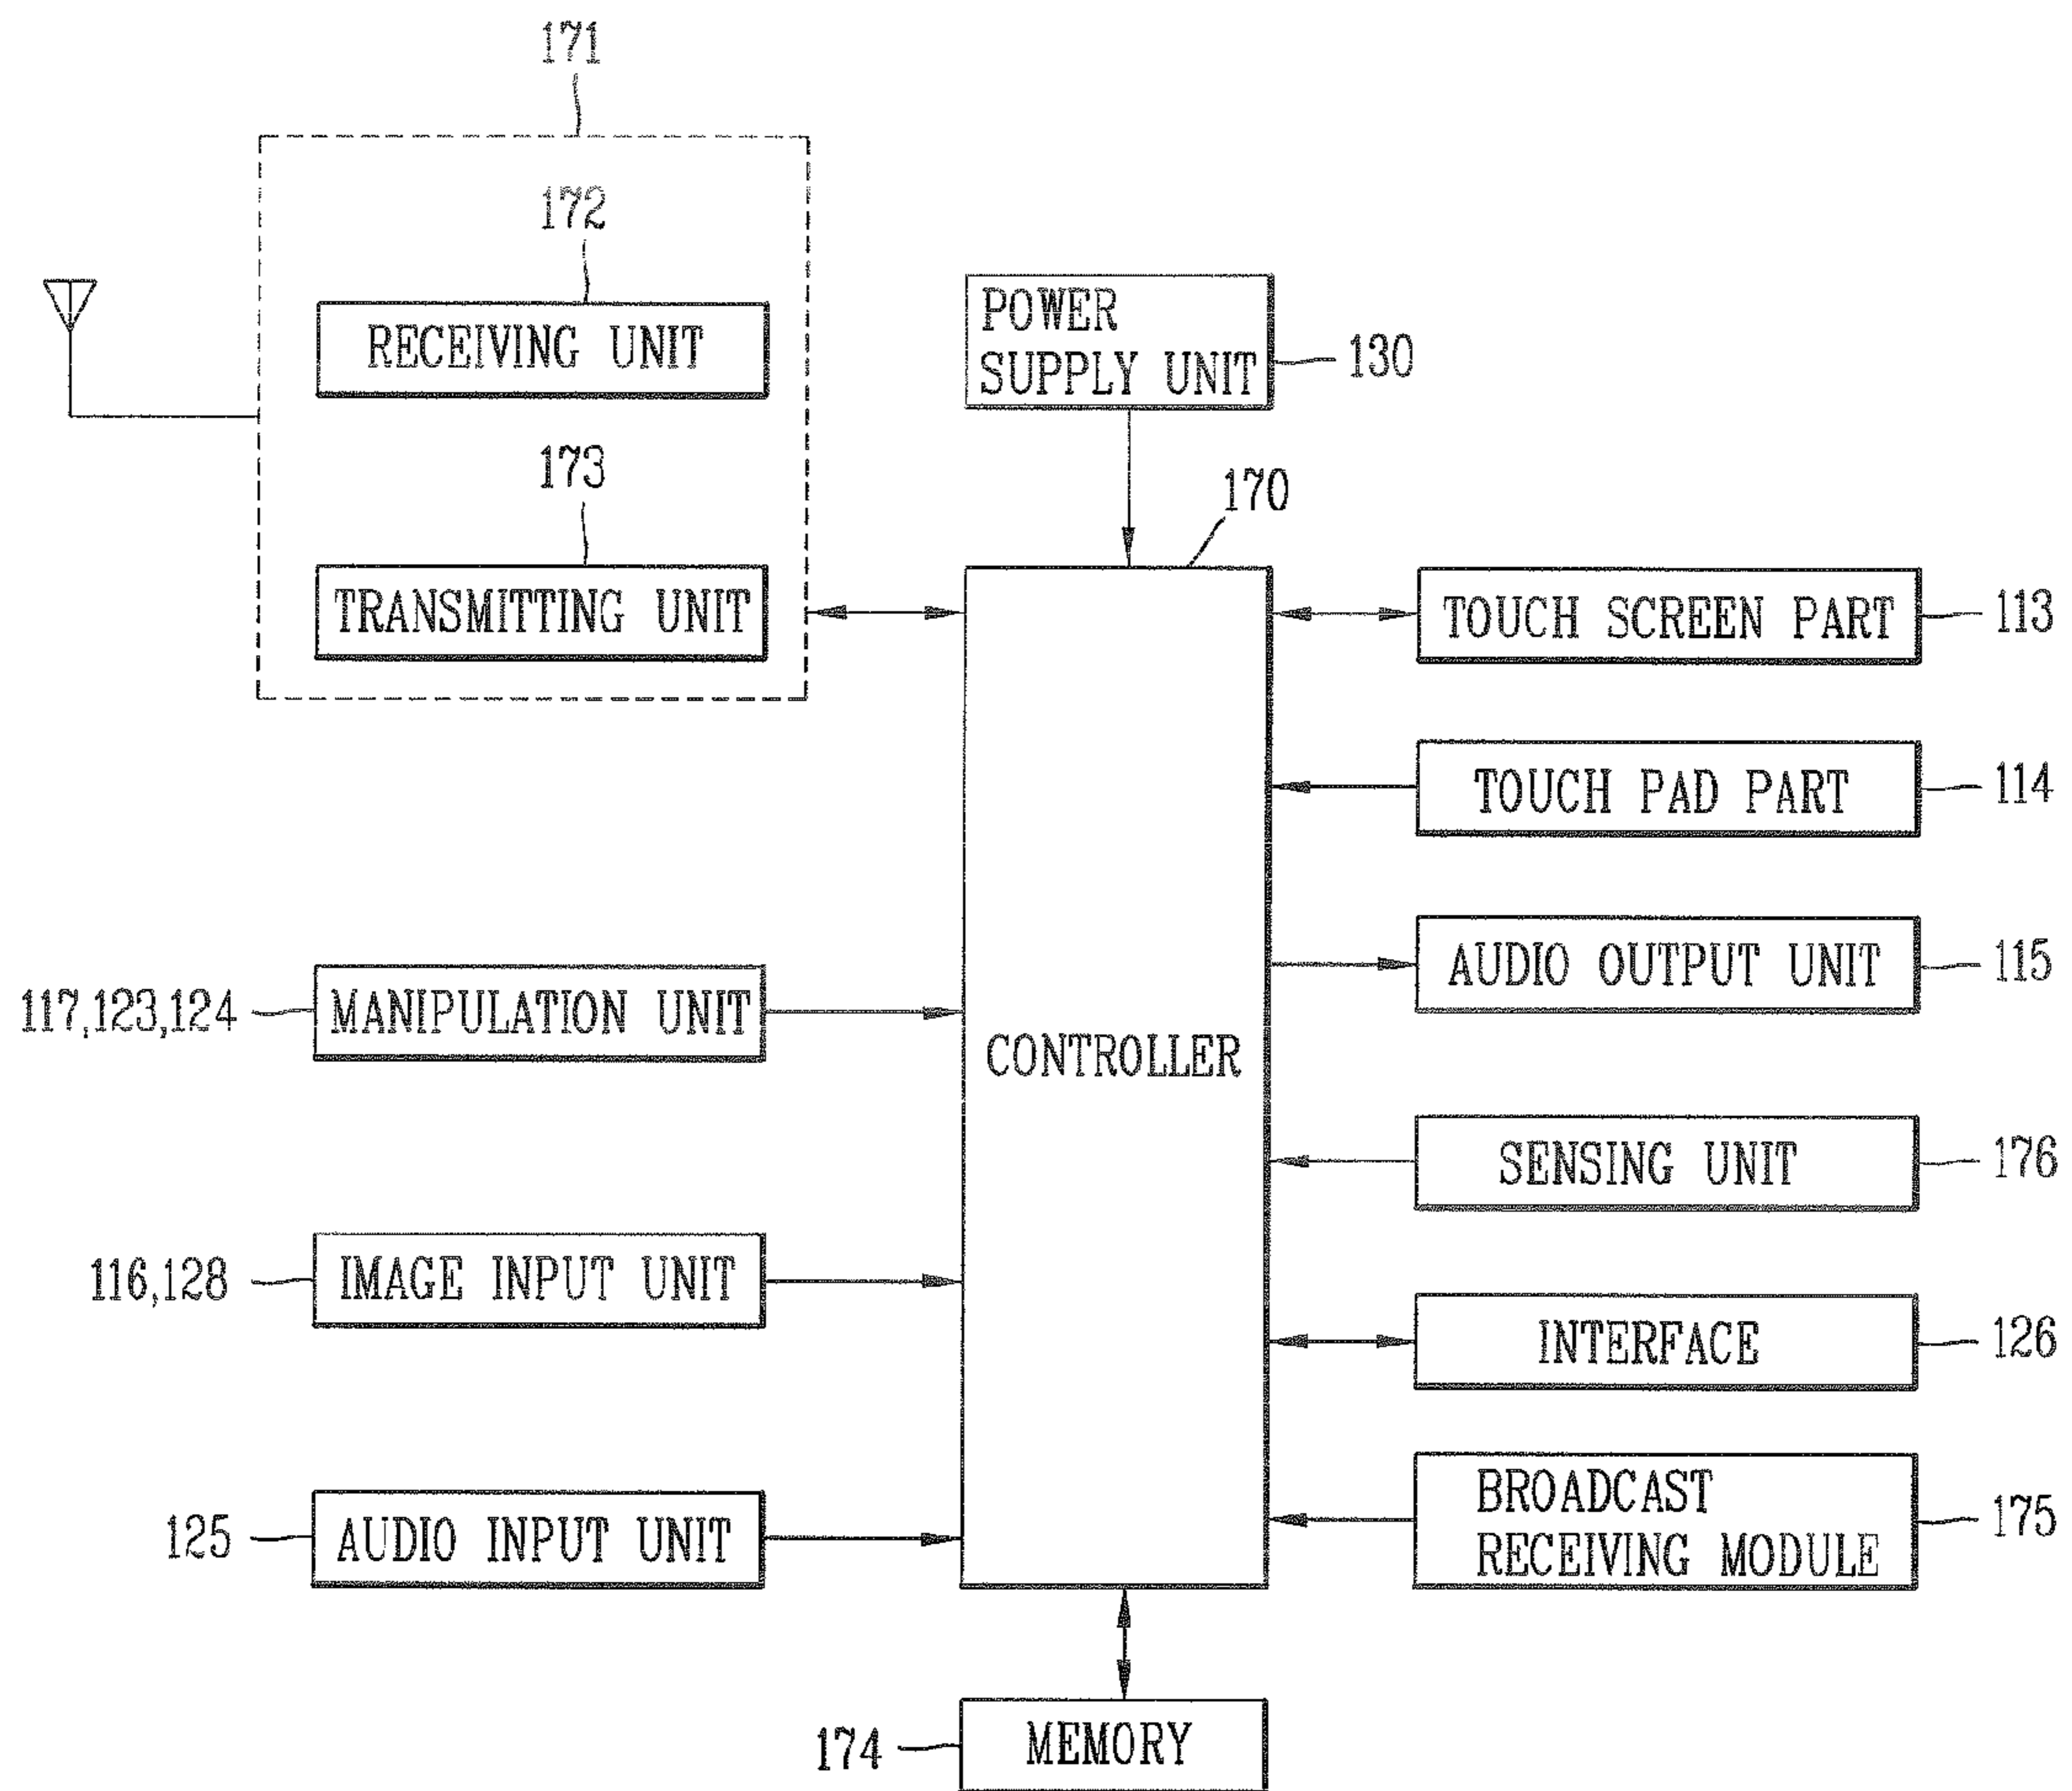 171
172
RECEIVING UNIT
173
TRANSMITTING UNIT
POWER
SUPPLY UNIT
130
170
CONTROLLER
TOUCH SCREEN PART
113
TOUCH PAD PART
114
AUDIO OUTPUT UNIT
115
117,123,124
MANIPULATION UNIT
SENSING UNIT
176
116,128
IMAGE INPUT UNIT
INTERFACE
126
125
AUDIO INPUT UNIT
BROADCAST
RECEIVING MODULE
175
174
MEMORY